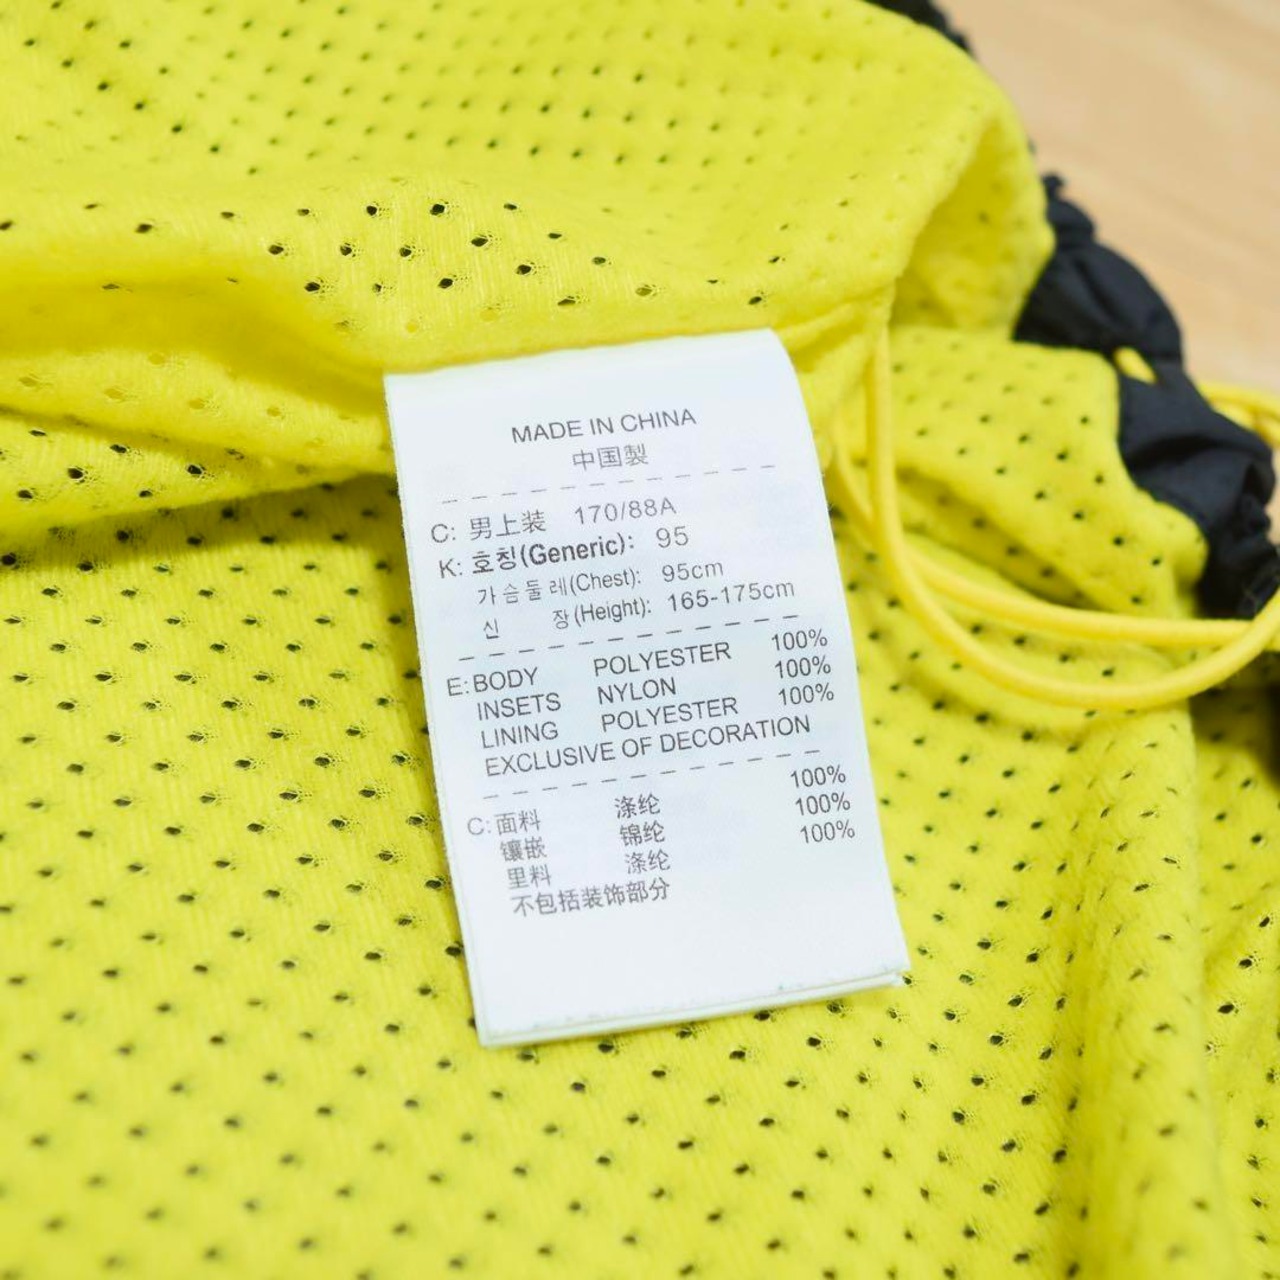 MADE IN CHINA
中国製
C: 男上装 170/88A
K: 호칭(Generic): 95
가슴둘레(Chest): 95cm
신 장(Height): 165-175cm
E: BODY POLYESTER 100%
INSETS NYLON 100%
LINING POLYESTER 100%
EXCLUSIVE OF DECORATION
C: 面料 涤纶 100%
镶嵌 锦纶 100%
里料 涤纶 100%
不包括装饰部分